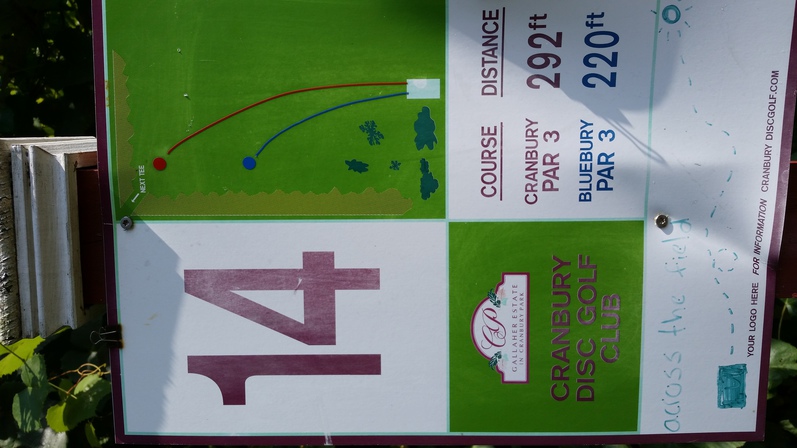 14
NEXT TEE
CP
GALLAHER ESTATE
IN CRANBURY PARK
CRANBURY
DISC GOLF
CLUB
COURSE DISTANCE
CRANBURY
PAR 3
292ft
BLUEBURY
PAR 3
220ft
across the field
YOUR LOGO HERE FOR INFORMATION CRANBURY DISCGOLF.COM